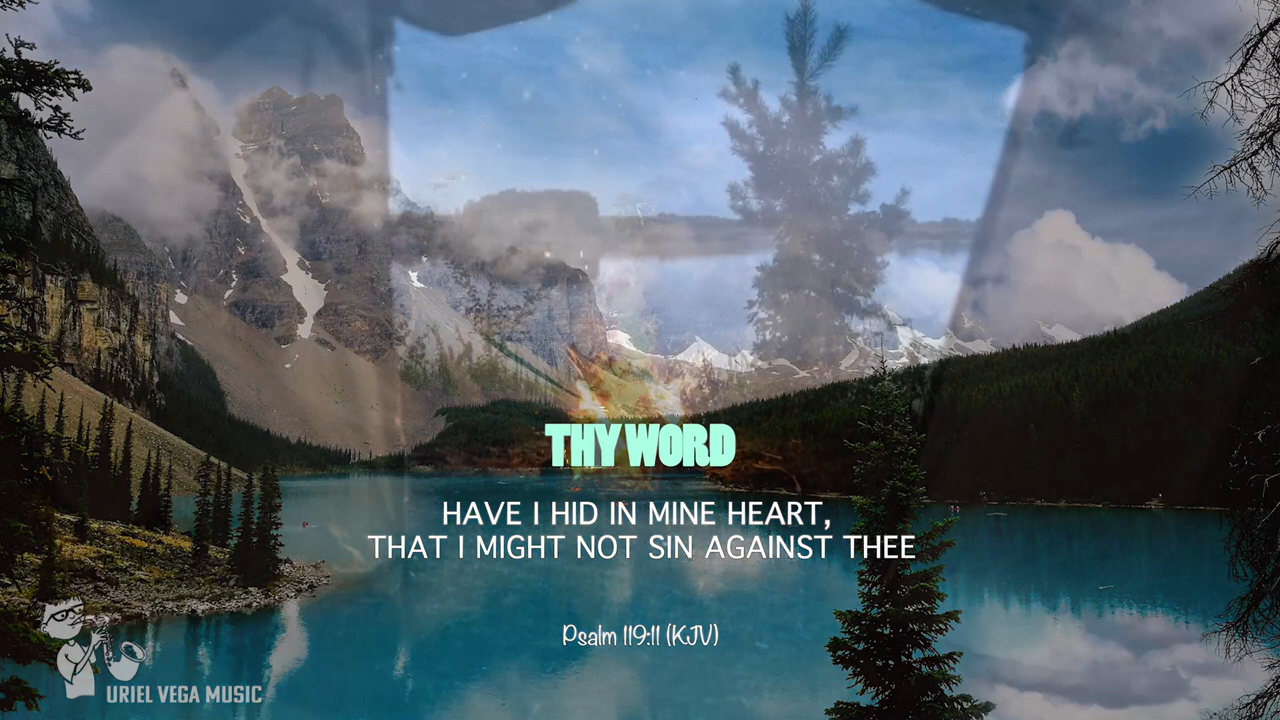 THY WORD
HAVE I HID IN MINE HEART,
THAT I MIGHT NOT SIN AGAINST THEE
Psalm 119:11 (KJV)
URIEL VEGA MUSIC